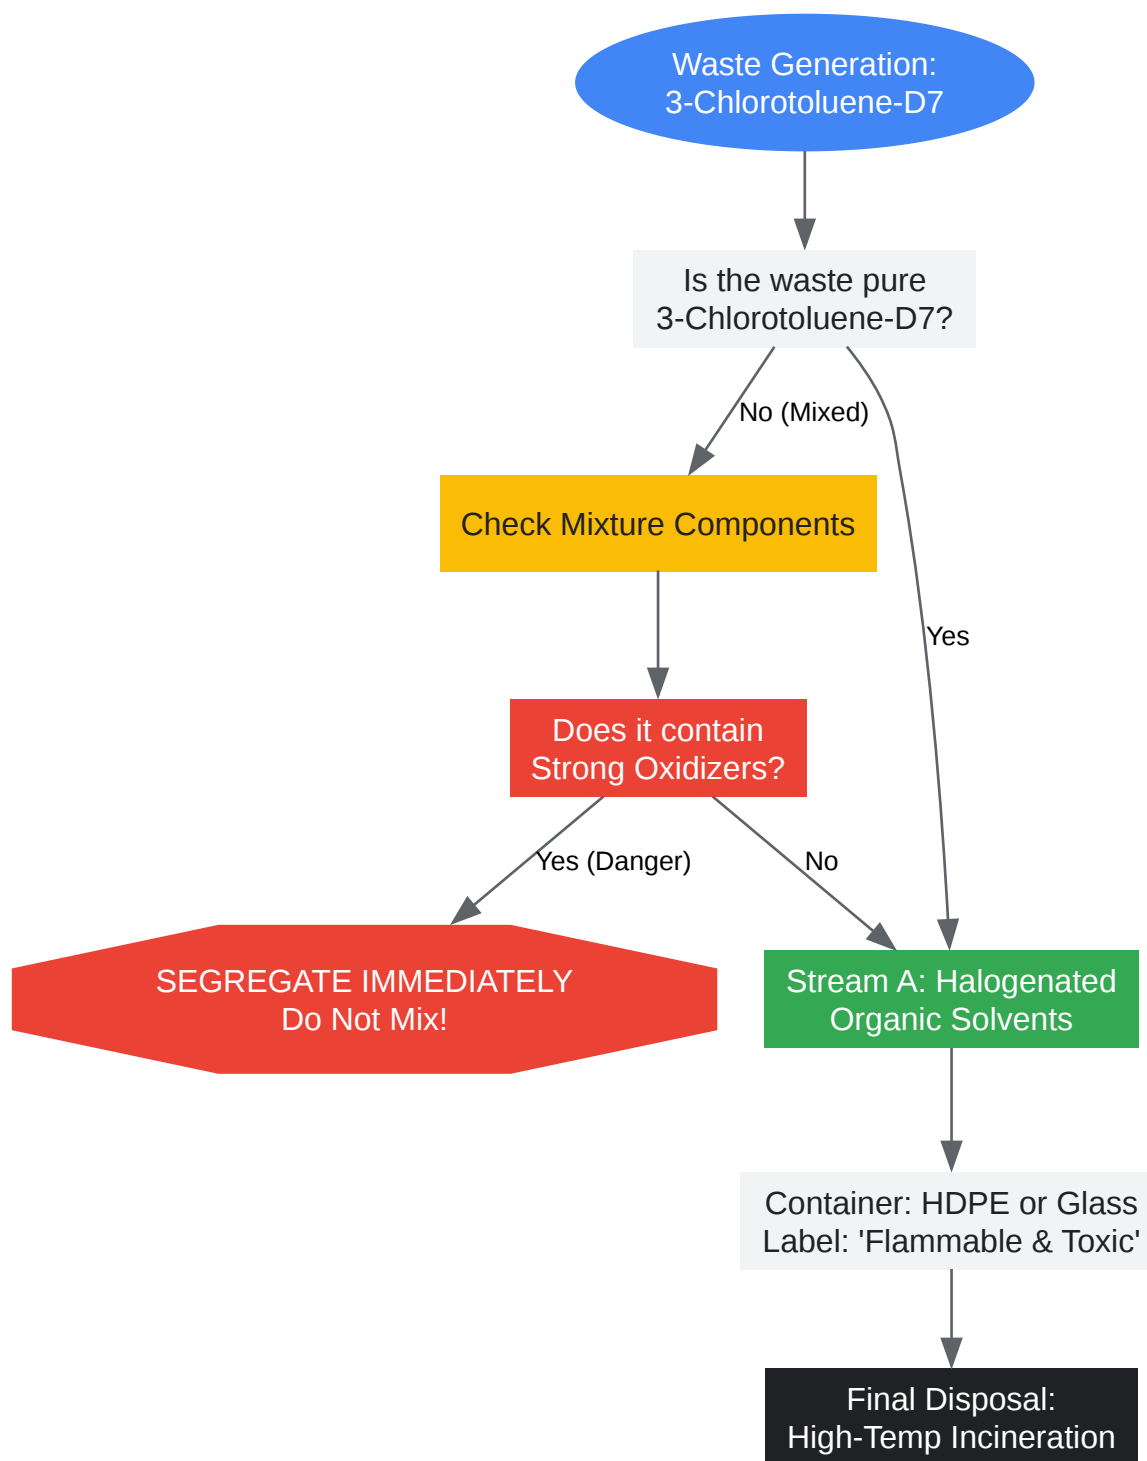 Waste Generation:
3-Chlorotoluene-D7
Is the waste pure
3-Chlorotoluene-D7?
No (Mixed)
Check Mixture Components
Yes
Does it contain
Strong Oxidizers?
Yes (Danger)
No
SEGREGATE IMMEDIATELY
Do Not Mix!
Stream A: Halogenated
Organic Solvents
Container: HDPE or Glass
Label: 'Flammable & Toxic'
Final Disposal:
High-Temp Incineration